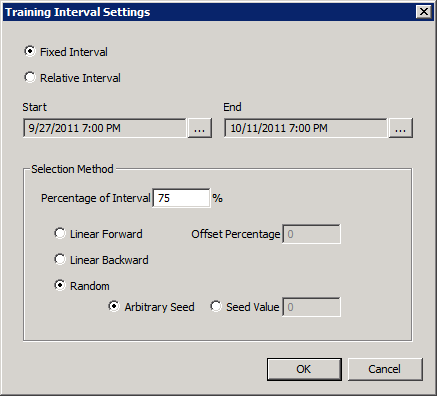 Training Interval Settings
Fixed Interval
Relative Interval
Start End
9/27/2011 7:00 PM ... 10/11/2011 7:00 PM ...
Selection Method
Percentage of Interval 75 %
Linear Forward Offset Percentage 0
Linear Backward
Random
Arbitrary Seed Seed Value 0
OK Cancel